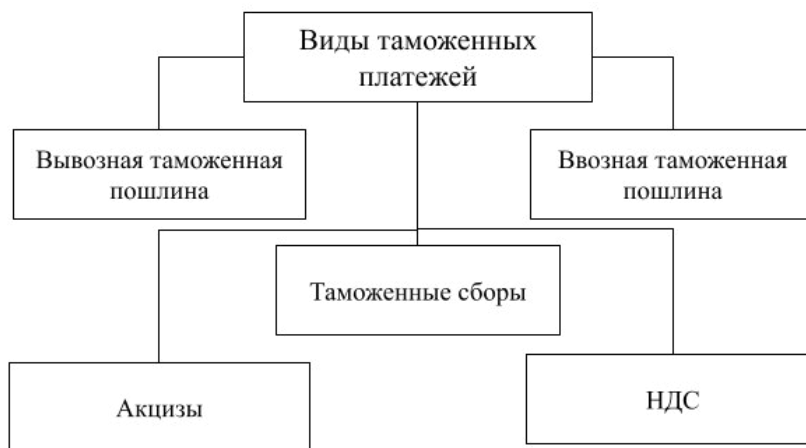 Виды таможенных
платежей
Вывозная таможенная
пошлина
Ввозная таможенная
пошлина
Таможенные сборы
Акцизы
НДС